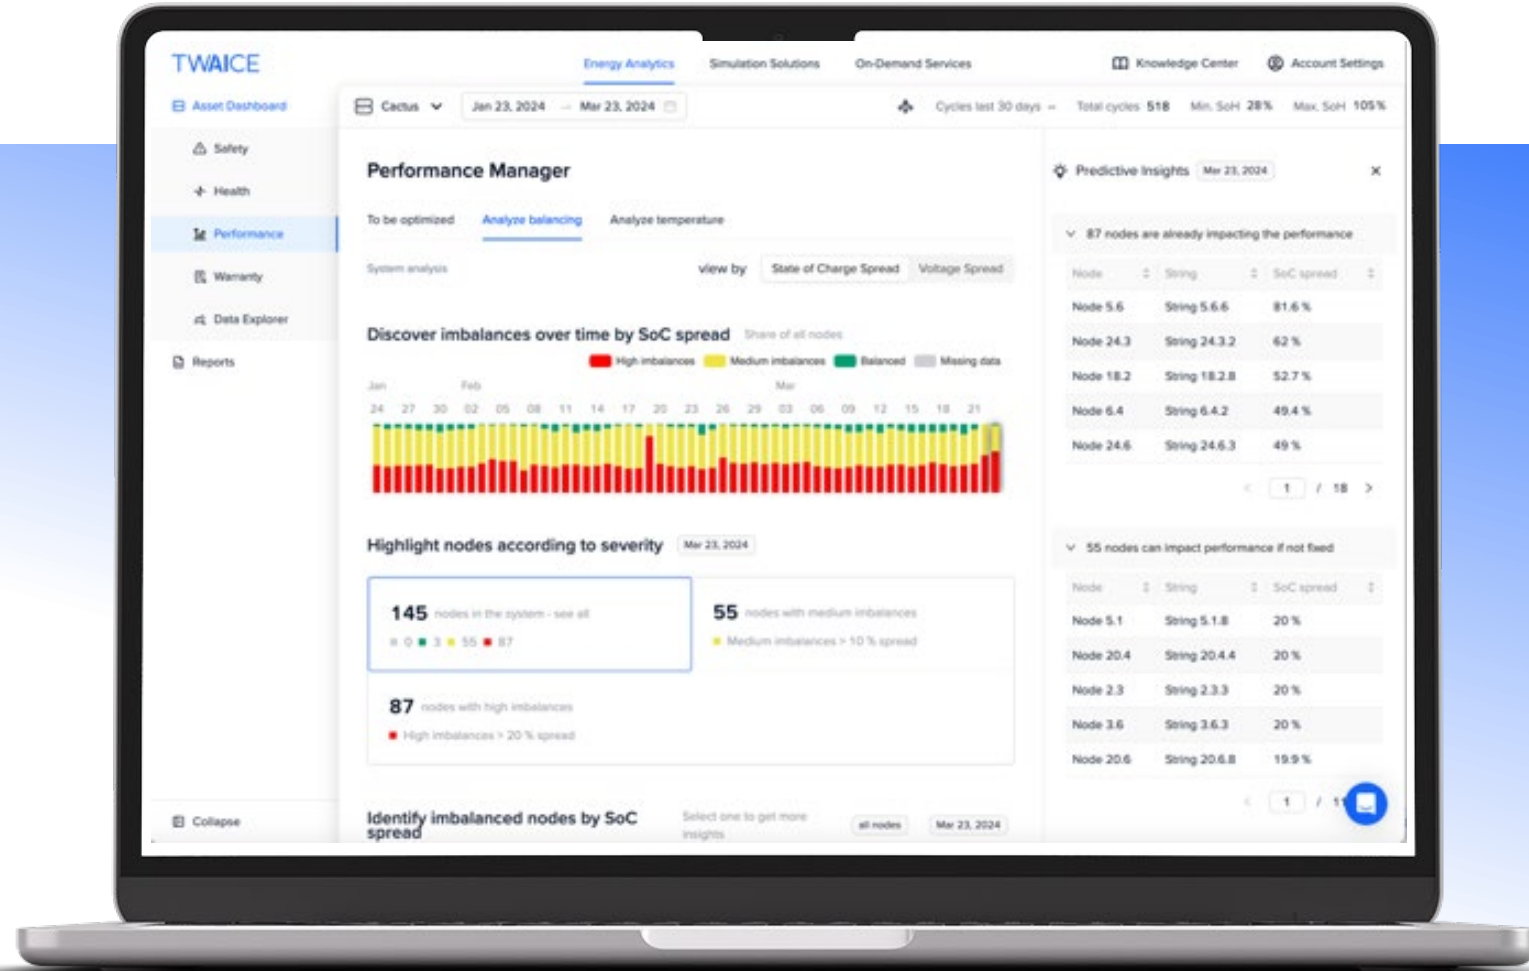 TWAICE
Energy Analytics Simulation Solutions On-Demand Services Knowledge Center Account Settings
Asset Dashboard
Cactus Jan 23, 2024 → Mar 23, 2024 Cycles last 30 days – Total cycles 518 Min. SoH 28% Max. SoH 105%
Safety
Health
Performance
Warranty
Data Explorer
Reports
Collapse
Performance Manager
To be optimized Analyze balancing Analyze temperature
System analysis view by State of Charge Spread Voltage Spread
Discover imbalances over time by SoC spread Share of all nodes
High imbalances Medium imbalances Balanced Missing data
Jan Feb Mar
24 27 30 02 05 08 11 14 17 20 23 26 29 03 06 09 12 15 18 21
Highlight nodes according to severity Mar 23, 2024
145 nodes in the system - see all
0 3 55 87
55 nodes with medium imbalances
Medium imbalances > 10 % spread
87 nodes with high imbalances
High imbalances > 20 % spread
Identify imbalanced nodes by SoC
spread
Select one to get more
insights
all nodes Mar 23, 2024
Predictive Insights Mar 23, 2024
87 nodes are already impacting the performance
Node String SoC spread
Node 5.6 String 5.6.6 81.6 %
Node 24.3 String 24.3.2 62 %
Node 18.2 String 18.2.8 52.7 %
Node 6.4 String 6.4.2 49.4 %
Node 24.6 String 24.6.3 49 %
< 1 / 18 >
55 nodes can impact performance if not fixed
Node String SoC spread
Node 5.1 String 5.1.8 20 %
Node 20.4 String 20.4.4 20 %
Node 2.3 String 2.3.3 20 %
Node 3.6 String 3.6.3 20 %
Node 20.6 String 20.6.8 19.9 %
< 1 / 11